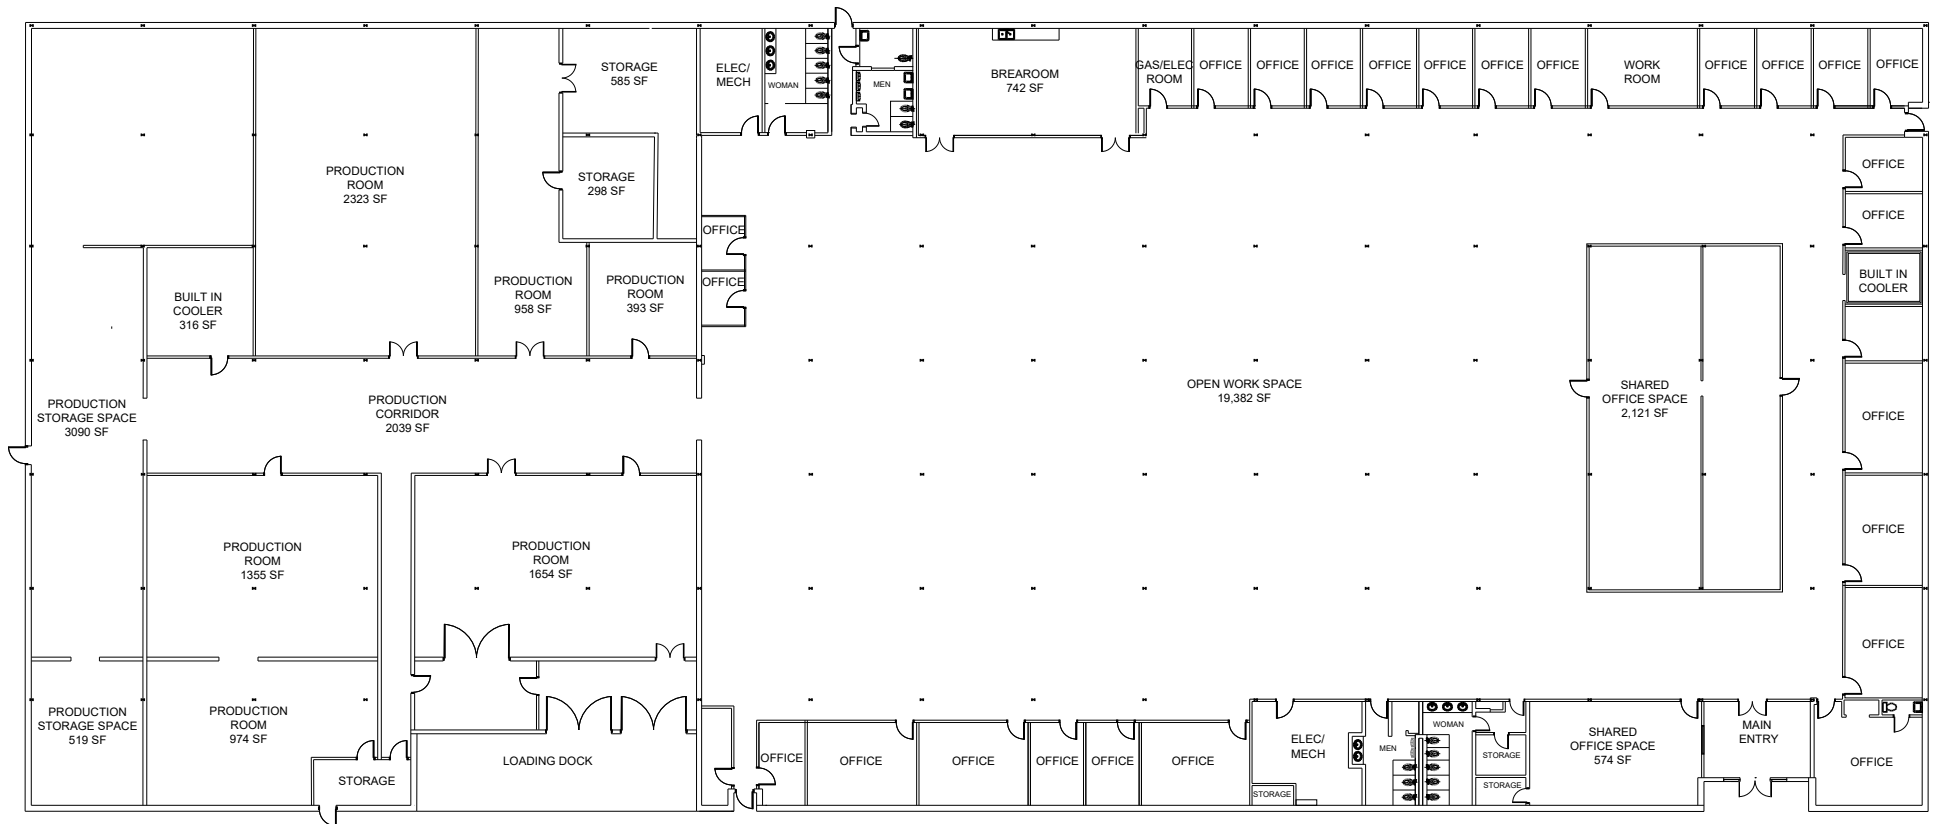 STORAGE
585 SF
ELEC/
MECH
WOMAN
MEN
BREAROOM
742 SF
GAS/ELEC
ROOM
OFFICE
OFFICE
OFFICE
OFFICE
OFFICE
OFFICE
OFFICE
WORK
ROOM
OFFICE
OFFICE
OFFICE
OFFICE
PRODUCTION
ROOM
2323 SF
STORAGE
298 SF
OFFICE
OFFICE
OFFICE
OFFICE
BUILT IN
COOLER
316 SF
PRODUCTION
ROOM
958 SF
PRODUCTION
ROOM
393 SF
BUILT IN
COOLER
PRODUCTION
STORAGE SPACE
3090 SF
PRODUCTION
CORRIDOR
2039 SF
OPEN WORK SPACE
19,382 SF
SHARED
OFFICE SPACE
2,121 SF
OFFICE
OFFICE
PRODUCTION
ROOM
1355 SF
PRODUCTION
ROOM
1654 SF
OFFICE
PRODUCTION
STORAGE SPACE
519 SF
PRODUCTION
ROOM
974 SF
STORAGE
LOADING DOCK
OFFICE
OFFICE
OFFICE
OFFICE
OFFICE
OFFICE
ELEC/
MECH
STORAGE
MEN
WOMAN
STORAGE
STORAGE
SHARED
OFFICE SPACE
574 SF
MAIN
ENTRY
OFFICE